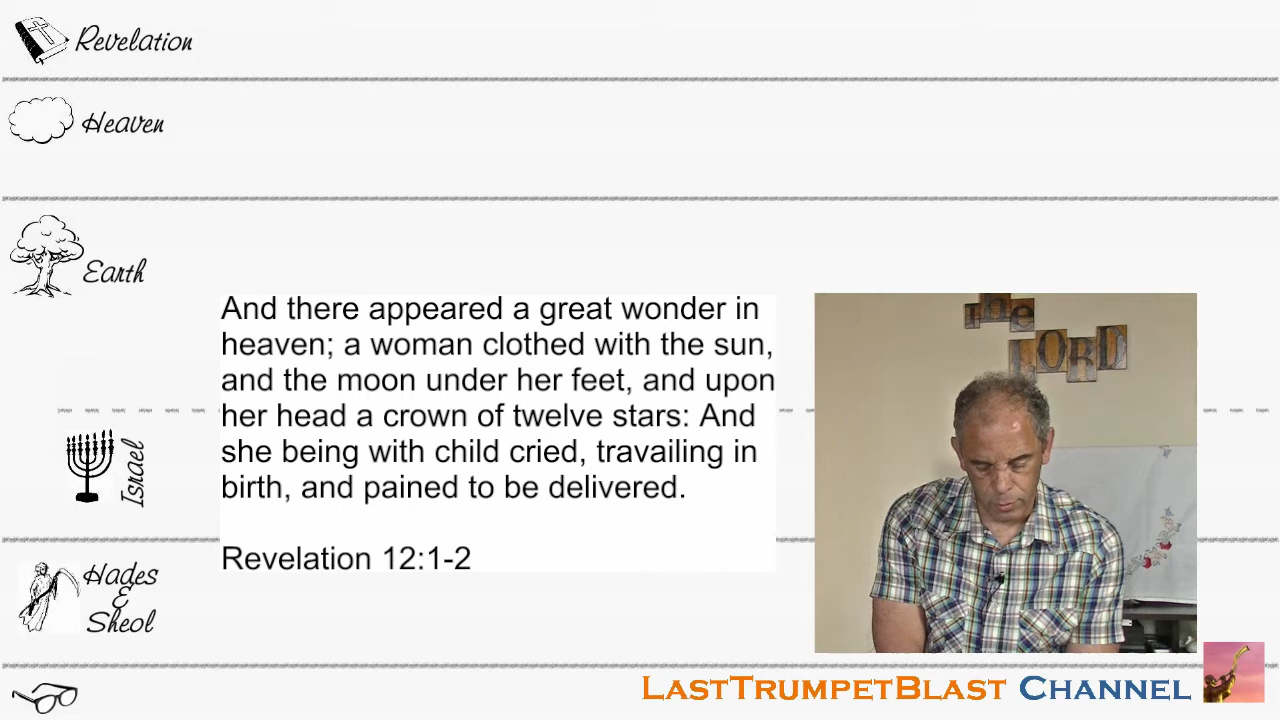 Revelation
Heaven
Earth
the
LORD
And there appeared a great wonder in
heaven; a woman clothed with the sun,
and the moon under her feet, and upon
her head a crown of twelve stars: And
she being with child cried, travailing in
birth, and pained to be delivered.
Revelation 12:1-2
Israel
Hades
&
Sheol
LastTrumpetBlast Channel